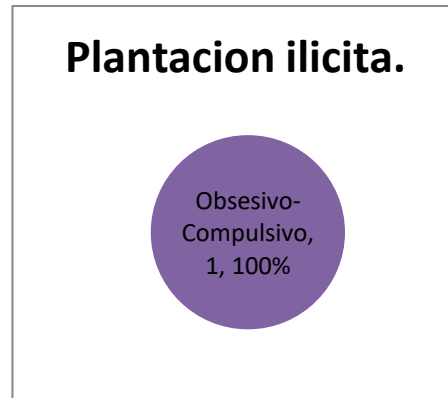 Plantacion ilicita.
Obsesivo-
Compulsivo,
1, 100%